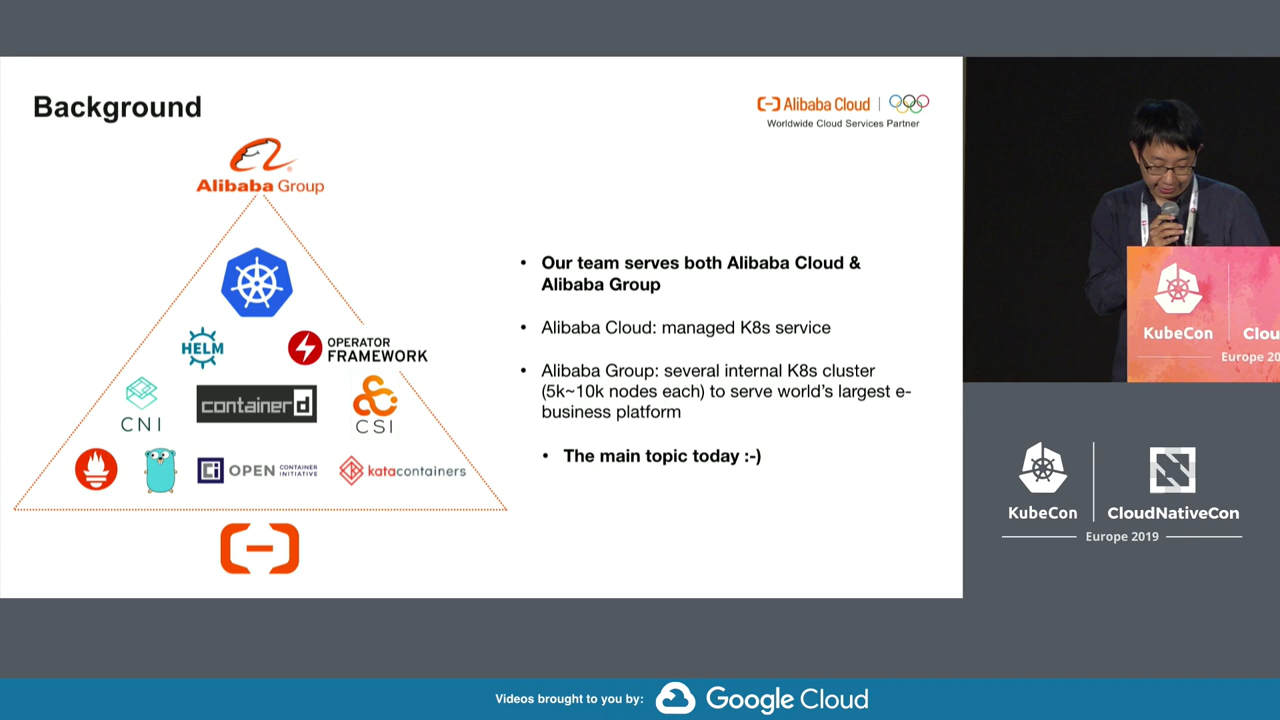 Background
Alibaba Cloud
Worldwide Cloud Services Partner
Alibaba Group
HELM
OPERATOR
FRAMEWORK
CNI
containerd
CSI
OPEN CONTAINER INITIATIVE
katacontainers
• Our team serves both Alibaba Cloud &
Alibaba Group
• Alibaba Cloud: managed K8s service
• Alibaba Group: several internal K8s cluster
(5k~10k nodes each) to serve world's largest e-
business platform
• The main topic today :-)
KubeCon
Clou
Europe 20
KubeCon
CloudNativeCon
Europe 2019
Videos brought to you by:
Google Cloud